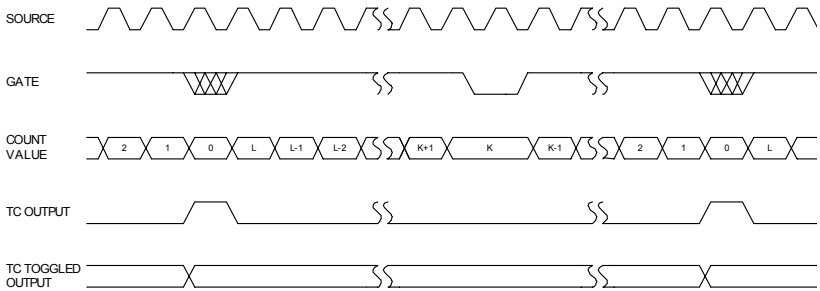 SOURCE
GATE
COUNT
VALUE
2 1 0 L L-1 L-2 K+1 K K-1 2 1 0 L
TC OUTPUT
TC TOGGLED
OUTPUT